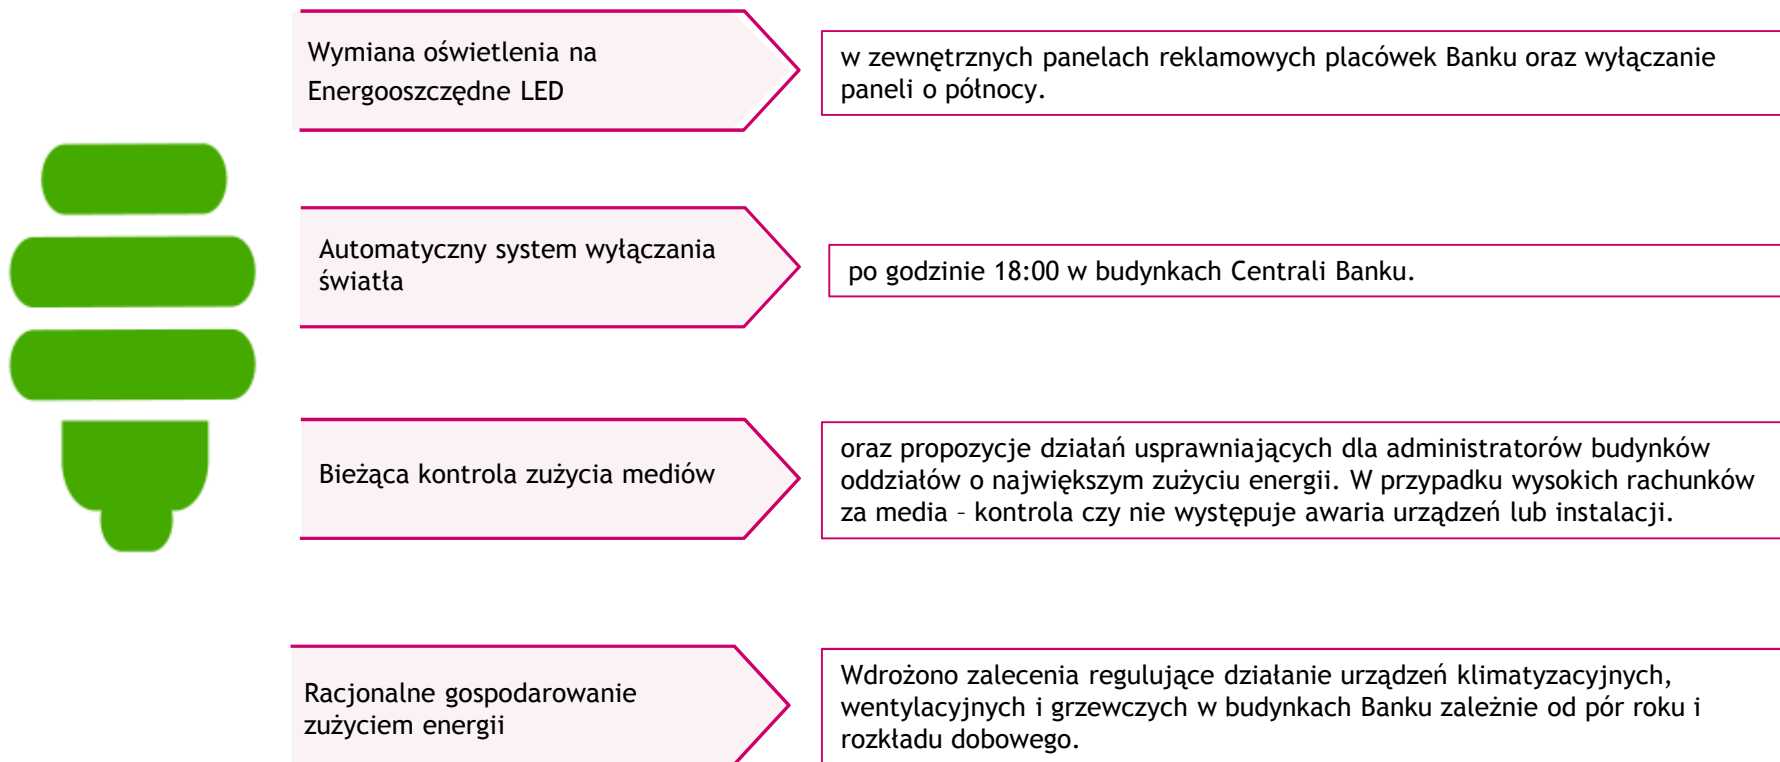 Wymiana oświetlenia na
Energooszczędne LED
w zewnętrznych panelach reklamowych placówek Banku oraz wyłączanie
paneli o północy.
Automatyczny system wyłączania
światła
po godzinie 18:00 w budynkach Centrali Banku.
Bieżąca kontrola zużycia mediów
oraz propozycje działań usprawniających dla administratorów budynków
oddziałów o największym zużyciu energii. W przypadku wysokich rachunków
za media – kontrola czy nie występuje awaria urządzeń lub instalacji.
Racjonalne gospodarowanie
zużyciem energii
Wdrożono zalecenia regulujące działanie urządzeń klimatyzacyjnych,
wentylacyjnych i grzewczych w budynkach Banku zależnie od pór roku i
rozkładu dobowego.